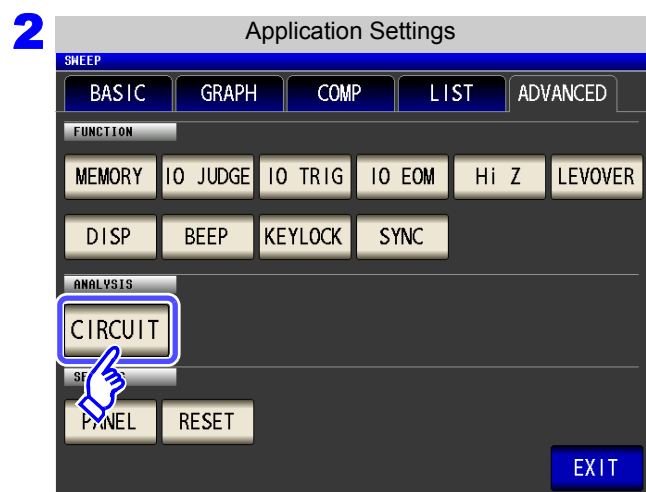 2
Application Settings
SWEEP
BASIC GRAPH COMP LIST ADVANCED
FUNCTION
MEMORY IO JUDGE IO TRIG IO EOM Hi Z LEVOVER
DISP BEEP KEYLOCK SYNC
ANALYSIS
CIRCUIT
PANEL RESET
EXIT